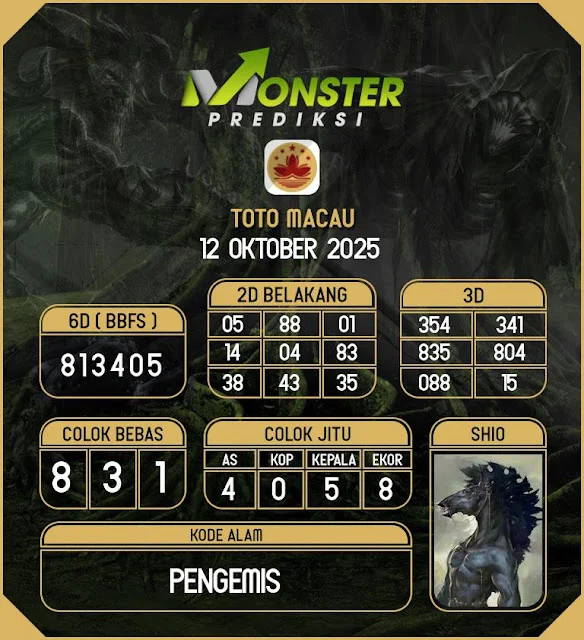 MONSTER
PREDIKSI
TOTO MACAU
12 OKTOBER 2025
6D ( BBFS )
813405
2D BELAKANG
05 88 01
14 04 83
38 43 35
3D
354 341
835 804
088 15
COLOK BEBAS
8 3 1
COLOK JITU
AS KOP KEPALA EKOR
4 0 5 8
SHIO
KODE ALAM
PENGEMIS